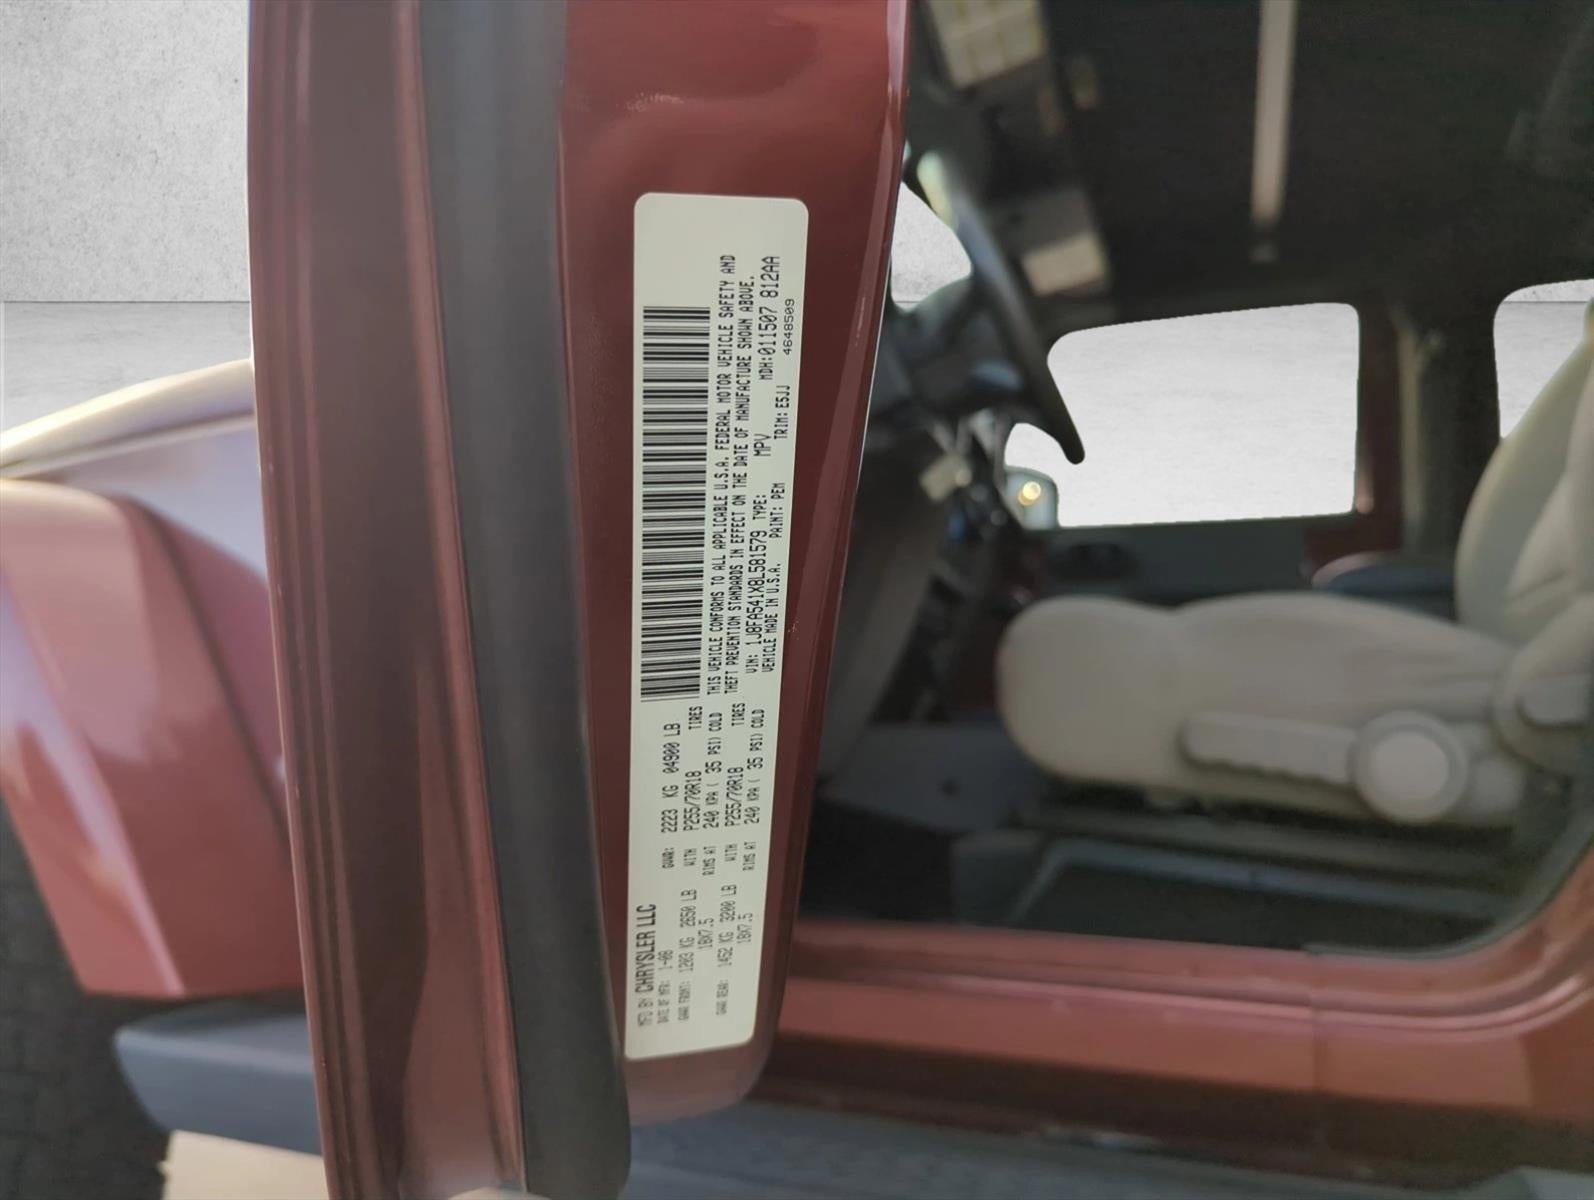 MFD BY CHRYSLER LLC
DATE OF MFR: 1-08 GVWR: 2223 KG 04900 LB
GAWR FRONT: 1203 KG 2650 LB WITH P255/70R18 TIRES
18X7.5 RIMS AT 240 KPA ( 35 PSI) COLD
GAWR REAR: 1452 KG 3200 LB WITH P255/70R18 TIRES
18X7.5 RIMS AT 240 KPA ( 35 PSI) COLD
THIS VEHICLE CONFORMS TO ALL APPLICABLE U.S.A. FEDERAL MOTOR VEHICLE SAFETY AND
THEFT PREVENTION STANDARDS IN EFFECT ON THE DATE OF MANUFACTURE SHOWN ABOVE.
VIN: 1J8FA541X8L581579 TYPE: MPV MDH:011507 812AA
VEHICLE MADE IN U.S.A. PAINT: PEM TRIM: E5JJ 4648509